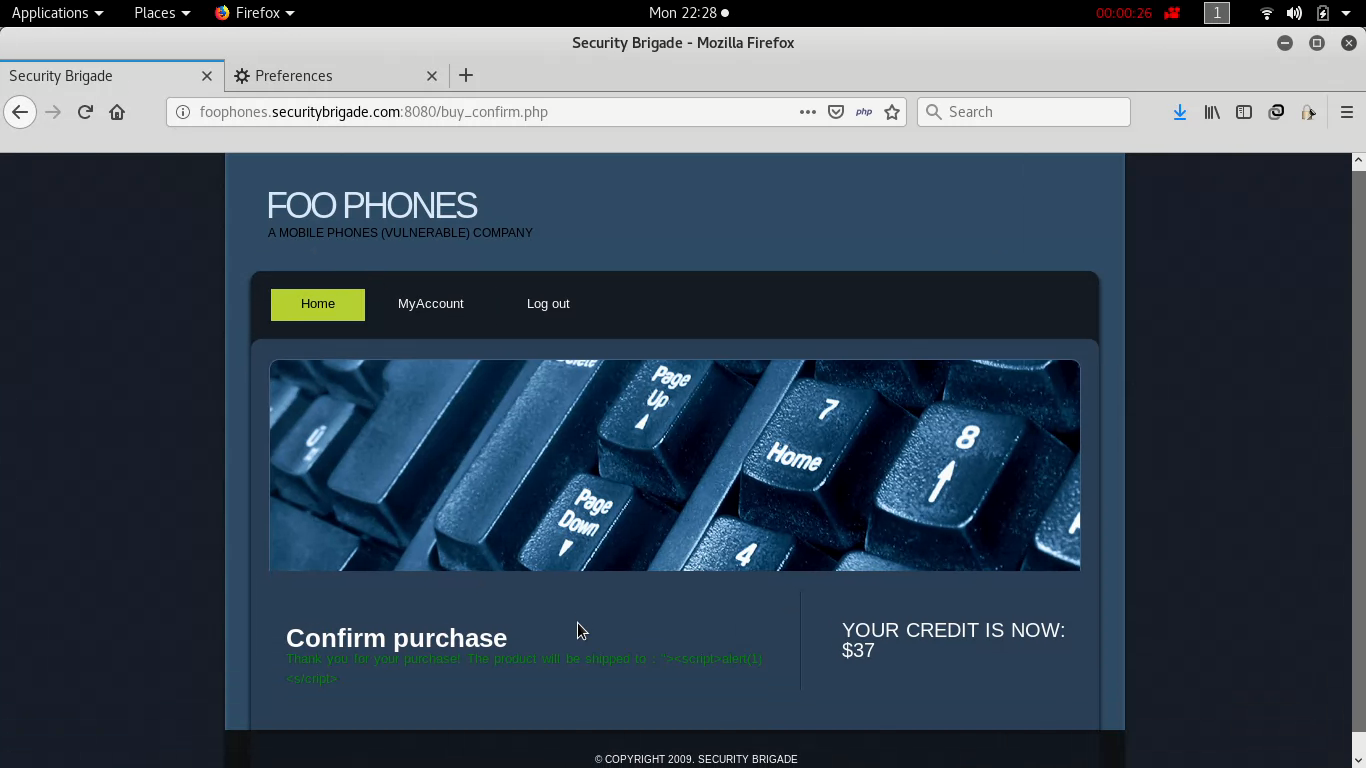 Applications Places Firefox Mon 22:28 00:00:26 1
Security Brigade - Mozilla Firefox
Security Brigade Preferences
foophones.securitybrigade.com:8080/buy_confirm.php php Search
FOO PHONES
A MOBILE PHONES (VULNERABLE) COMPANY
Home MyAccount Log out
Page
Up
7
Home
8
Page
Down
4
Confirm purchase
Thank you for your purchase! The product will be shipped to : '><script>alert(1)
<s/cript>
YOUR CREDIT IS NOW:
$37
© COPYRIGHT 2009. SECURITY BRIGADE